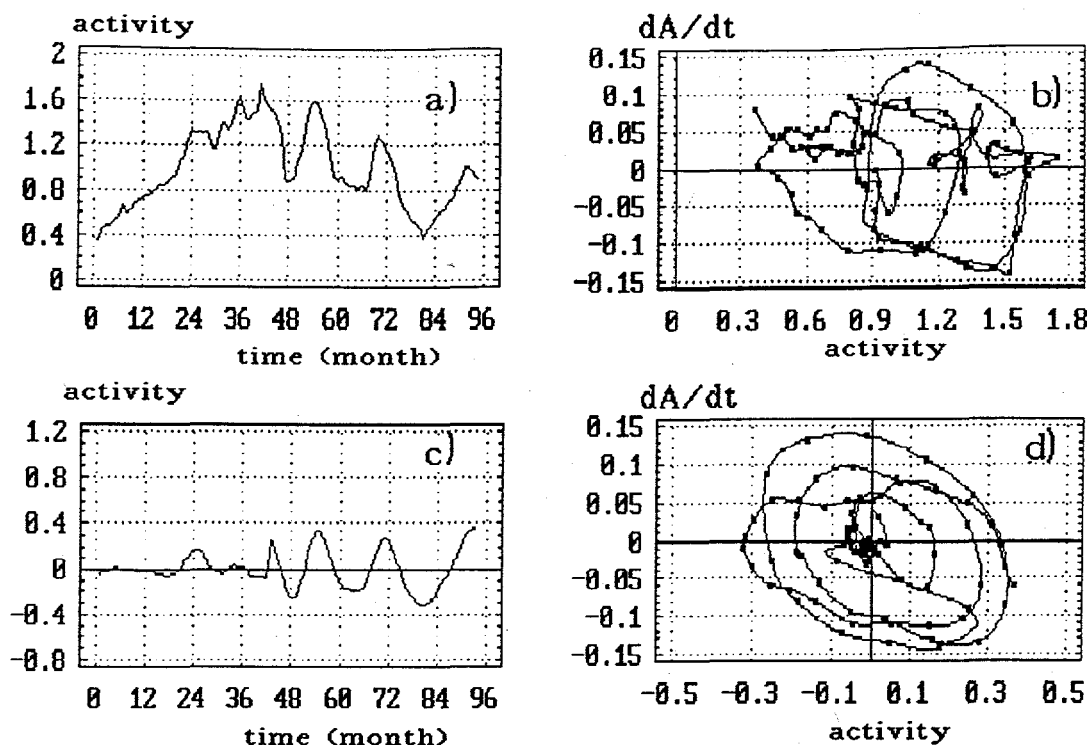 activity
2
1.6
1.2
0.8
0.4
0
a)
0 12 24 36 48 60 72 84 96
time (month)
dA/dt
0.15
0.1
0.05
0
-0.05
-0.1
-0.15
b)
0 0.3 0.6 0.9 1.2 1.5 1.8
activity
activity
1.2
0.8
0.4
0
-0.4
-0.8
c)
0 12 24 36 48 60 72 84 96
time (month)
dA/dt
0.15
0.1
0.05
0
-0.05
-0.1
-0.15
d)
-0.5 -0.3 -0.1 0.1 0.3 0.5
activity